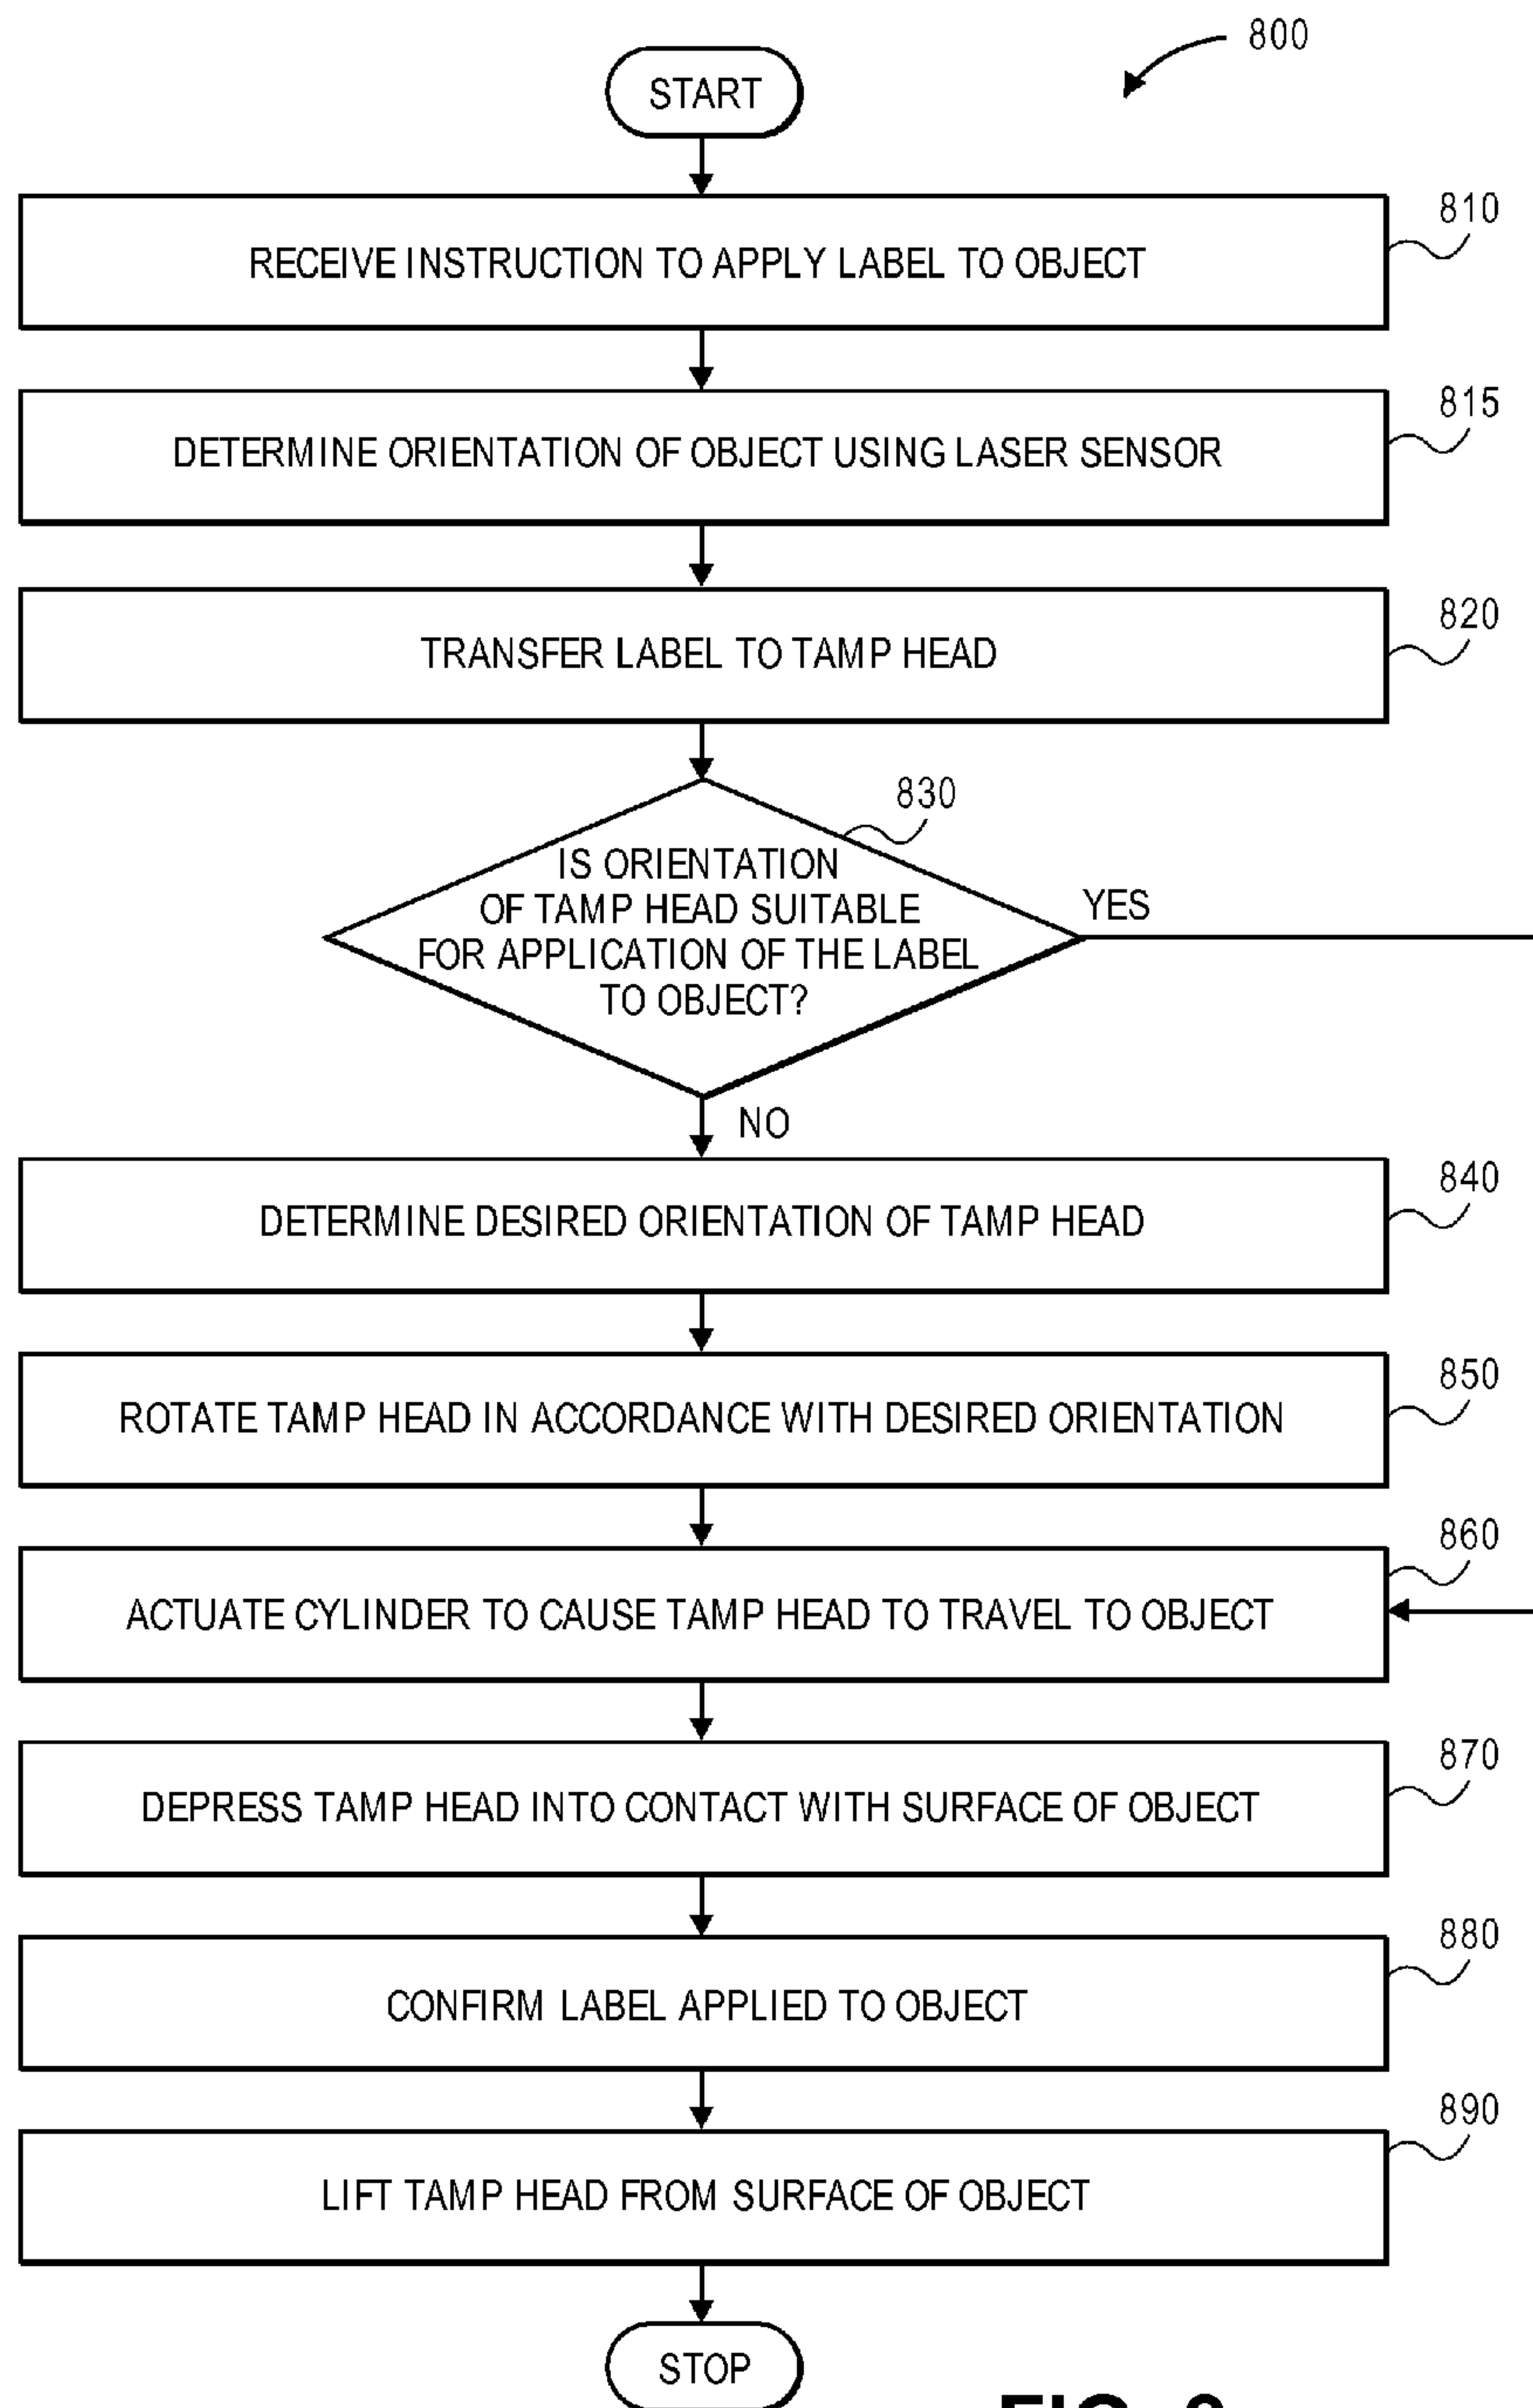 800
START
RECEIVE INSTRUCTION TO APPLY LABEL TO OBJECT
810
DETERMINE ORIENTATION OF OBJECT USING LASER SENSOR
815
TRANSFER LABEL TO TAMP HEAD
820
830
IS ORIENTATION
OF TAMP HEAD SUITABLE
FOR APPLICATION OF THE LABEL
TO OBJECT?
YES
NO
DETERMINE DESIRED ORIENTATION OF TAMP HEAD
840
ROTATE TAMP HEAD IN ACCORDANCE WITH DESIRED ORIENTATION
850
ACTUATE CYLINDER TO CAUSE TAMP HEAD TO TRAVEL TO OBJECT
860
DEPRESS TAMP HEAD INTO CONTACT WITH SURFACE OF OBJECT
870
CONFIRM LABEL APPLIED TO OBJECT
880
LIFT TAMP HEAD FROM SURFACE OF OBJECT
890
STOP